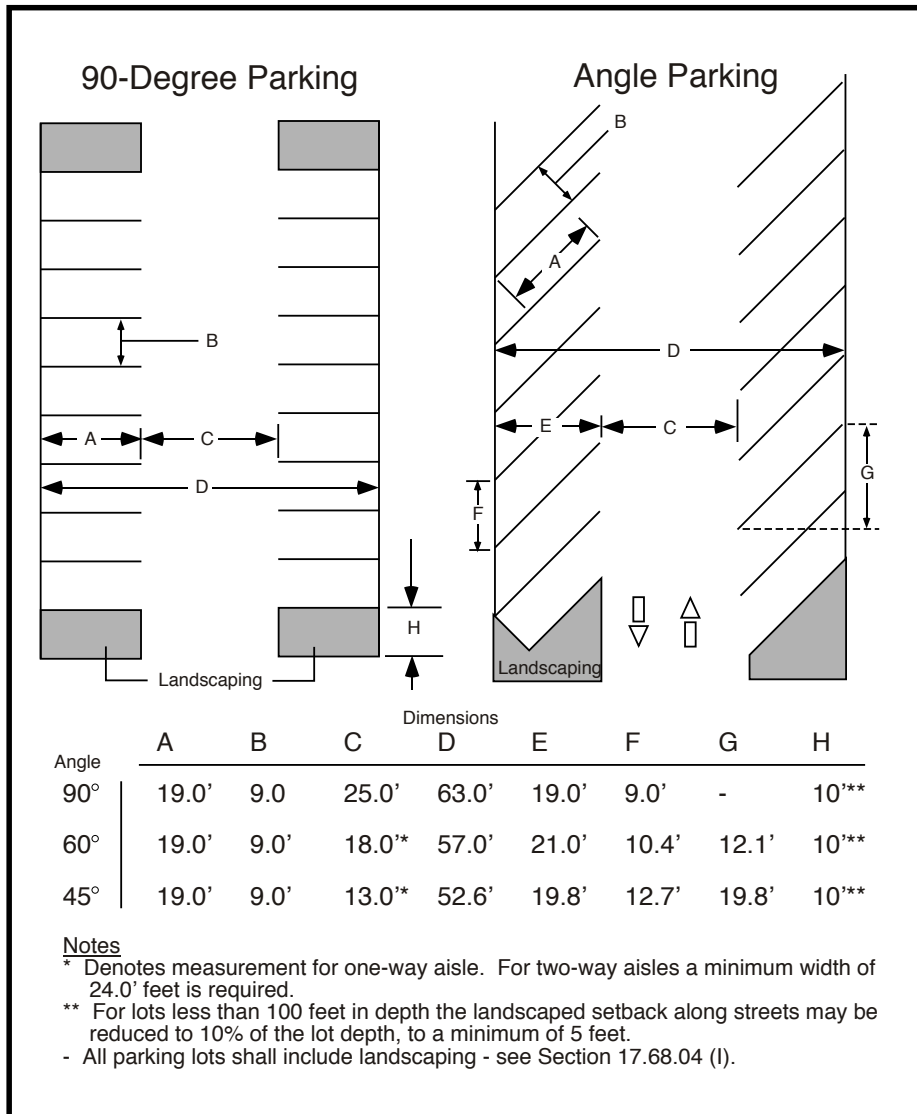 90-Degree Parking
Angle Parking
B
A
B
D
A
C
E
C
D
G
F
H
Landscaping
Landscaping
Dimensions
Angle A B C D E F G H
90° 19.0’ 9.0 25.0’ 63.0’ 19.0’ 9.0’ - 10’**
60° 19.0’ 9.0’ 18.0’* 57.0’ 21.0’ 10.4’ 12.1’ 10’**
45° 19.0’ 9.0’ 13.0’* 52.6’ 19.8’ 12.7’ 19.8’ 10’**
Notes
* Denotes measurement for one-way aisle. For two-way aisles a minimum width of
24.0’ feet is required.
** For lots less than 100 feet in depth the landscaped setback along streets may be
reduced to 10% of the lot depth, to a minimum of 5 feet.
- All parking lots shall include landscaping - see Section 17.68.04 (I).